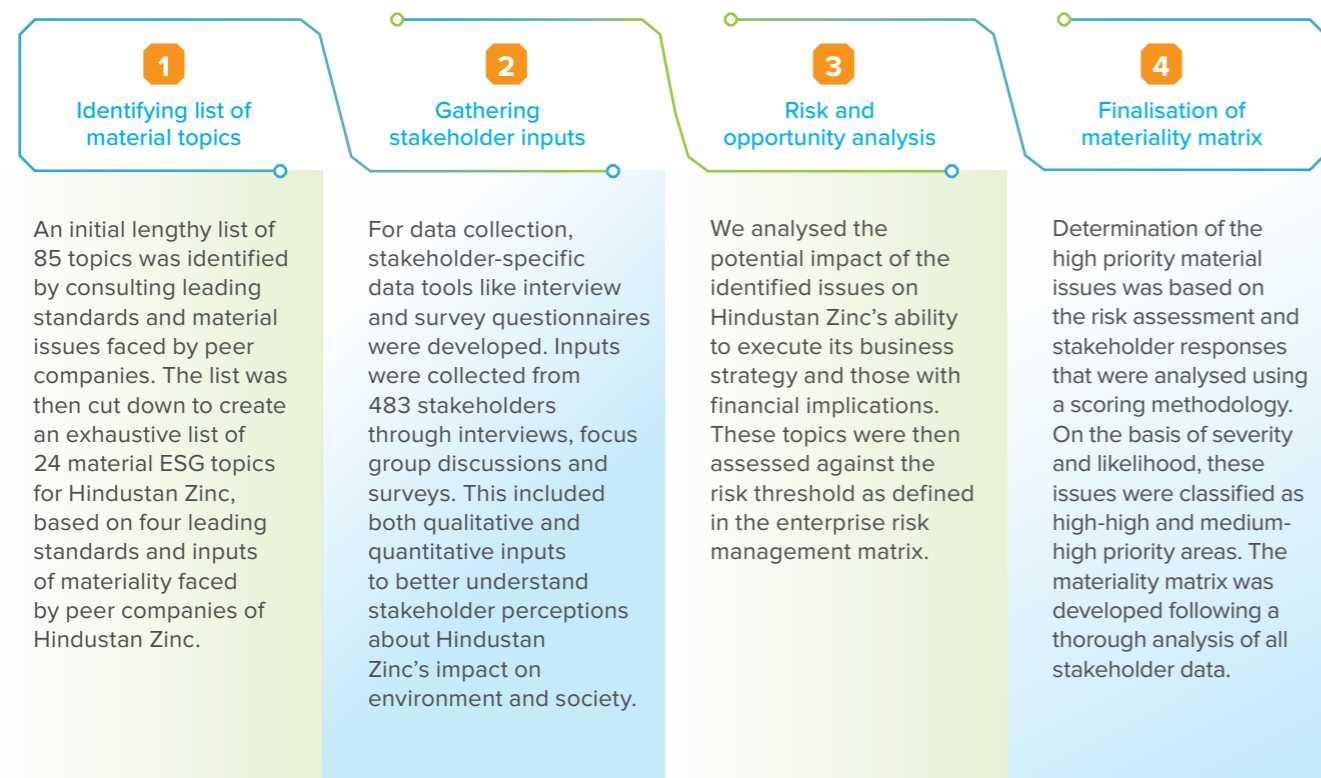 1
Identifying list of
material topics
An initial lengthy list of
85 topics was identified
by consulting leading
standards and material
issues faced by peer
companies. The list was
then cut down to create
an exhaustive list of
24 material ESG topics
for Hindustan Zinc,
based on four leading
standards and inputs
of materiality faced
by peer companies of
Hindustan Zinc.
2
Gathering
stakeholder inputs
For data collection,
stakeholder-specific
data tools like interview
and survey questionnaires
were developed. Inputs
were collected from
483 stakeholders
through interviews, focus
group discussions and
surveys. This included
both qualitative and
quantitative inputs
to better understand
stakeholder perceptions
about Hindustan
Zinc’s impact on
environment and society.
3
Risk and
opportunity analysis
We analysed the
potential impact of the
identified issues on
Hindustan Zinc’s ability
to execute its business
strategy and those with
financial implications.
These topics were then
assessed against the
risk threshold as defined
in the enterprise risk
management matrix.
4
Finalisation of
materiality matrix
Determination of the
high priority material
issues was based on
the risk assessment and
stakeholder responses
that were analysed using
a scoring methodology.
On the basis of severity
and likelihood, these
issues were classified as
high-high and medium-
high priority areas. The
materiality matrix was
developed following a
thorough analysis of all
stakeholder data.